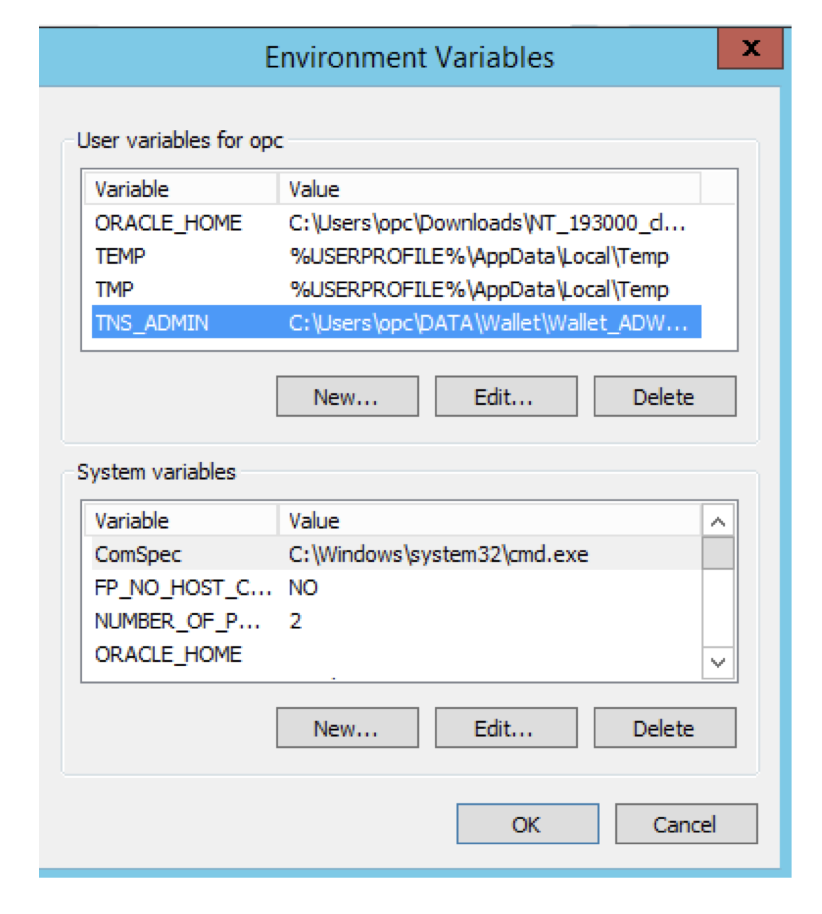 Environment Variables
x
User variables for opc
Variable Value
ORACLE_HOME C:\Users\opc\Downloads\NT_193000_cl...
TEMP %USERPROFILE%\AppData\Local\Temp
TMP %USERPROFILE%\AppData\Local\Temp
TNS_ADMIN C:\Users\opc\DATA\Wallet\Wallet_ADW...
New... Edit... Delete
System variables
Variable Value
ComSpec C:\Windows\system32\cmd.exe
FP_NO_HOST_C... NO
NUMBER_OF_P... 2
ORACLE_HOME
New... Edit... Delete
OK Cancel